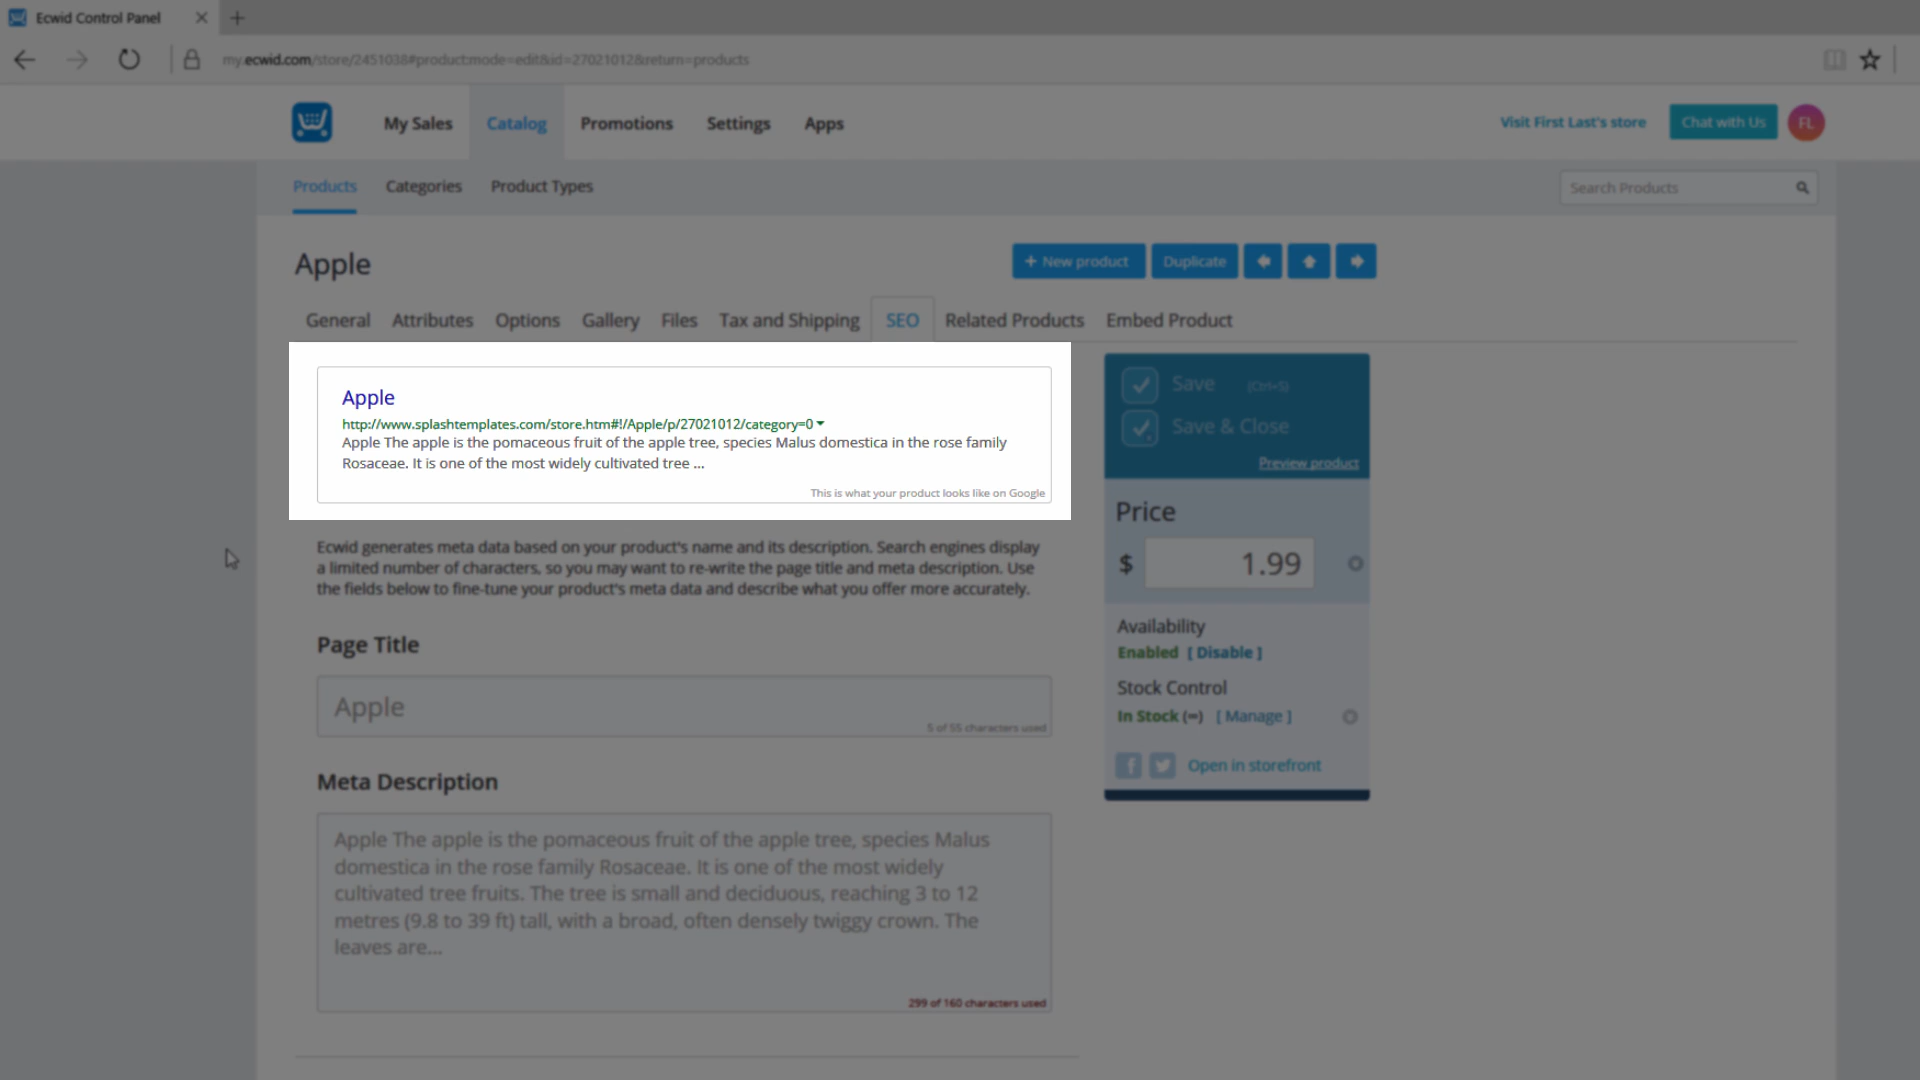 Ecwid Control Panel
my.ecwid.com/store/2451038#product:mode=edit&id=27021012&return=products
My Sales Catalog Promotions Settings Apps
Visit First Last's store Chat with Us FL
Products Categories Product Types
Search Products
Apple
+ New product Duplicate
General Attributes Options Gallery Files Tax and Shipping SEO Related Products Embed Product
Apple
http://www.splashtemplates.com/store.htm#!/Apple/p/27021012/category=0
Apple The apple is the pomaceous fruit of the apple tree, species Malus domestica in the rose family
Rosaceae. It is one of the most widely cultivated tree ...
This is what your product looks like on Google
Ecwid generates meta data based on your product's name and its description. Search engines display
a limited number of characters, so you may want to re-write the page title and meta description. Use
the fields below to fine-tune your product's meta data and describe what you offer more accurately.
Page Title
Apple
5 of 55 characters used
Meta Description
Apple The apple is the pomaceous fruit of the apple tree, species Malus
domestica in the rose family Rosaceae. It is one of the most widely
cultivated tree fruits. The tree is small and deciduous, reaching 3 to 12
metres (9.8 to 39 ft) tall, with a broad, often densely twiggy crown. The
leaves are...
299 of 160 characters used
Save (Ctrl+S)
Save & Close
Preview product
Price
$ 1.99
Availability
Enabled [ Disable ]
Stock Control
In Stock (∞) [ Manage ]
Open in storefront